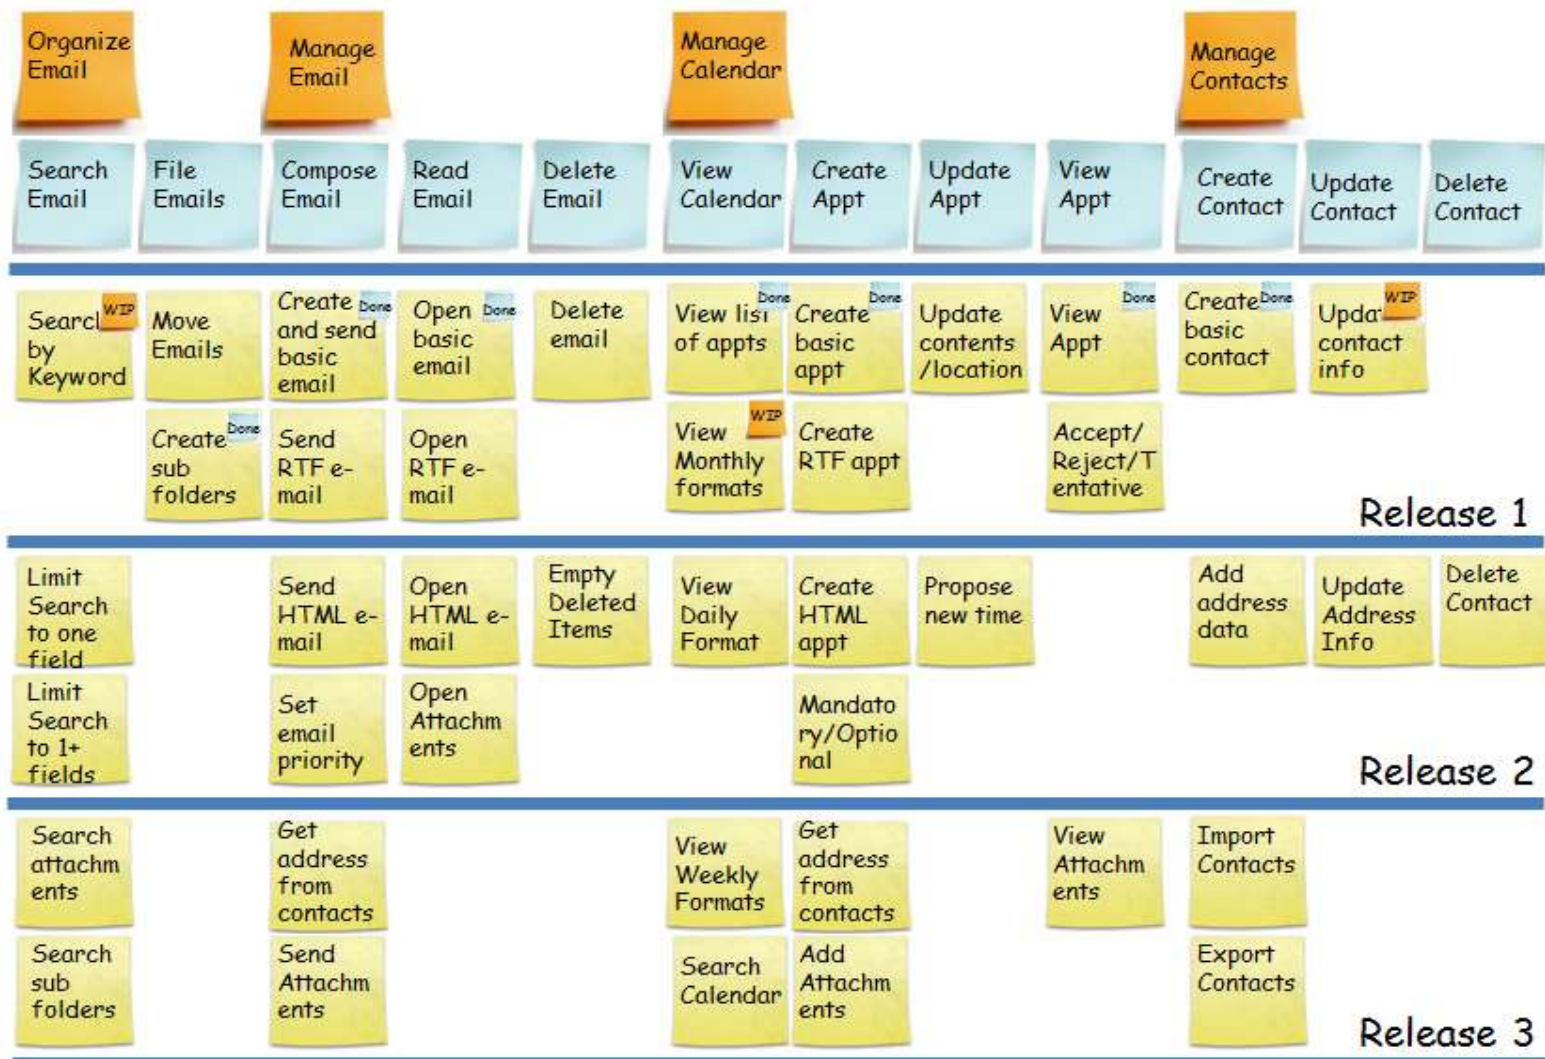 Organize
Email
Manage
Email
Manage
Calendar
Manage
Contacts
Search
Email
File
Emails
Compose
Email
Read
Email
Delete
Email
View
Calendar
Create
Appt
Update
Appt
View
Appt
Create
Contact
Update
Contact
Delete
Contact
WIP
by
Keyword
Move
Emails
Create
Done
and send
basic
email
Open
Done
basic
email
Delete
email
Done
View list
of appts
Done
Create
basic
appt
Update
contents
/location
Done
View
Appt
Create
Done
basic
contact
WIP
contact
info
Create
Done
sub
folders
Send
RTF e-
mail
Open
RTF e-
mail
WIP
View
Monthly
formats
Create
RTF appt
Accept/
Reject/T
entative
Release 1
Limit
Search
to one
field
Send
HTML e-
mail
Open
HTML e-
mail
Empty
Deleted
Items
View
Daily
Format
Create
HTML
appt
Propose
new time
Add
address
data
Update
Address
Info
Delete
Contact
Limit
Search
to 1+
fields
Set
email
priority
Open
Attachm
ents
Mandato
ry/Optio
nal
Release 2
Search
attachm
ents
Get
address
from
contacts
View
Weekly
Formats
Get
address
from
contacts
View
Attachm
ents
Import
Contacts
Search
sub
folders
Send
Attachm
ents
Search
Calendar
Add
Attachm
ents
Export
Contacts
Release 3